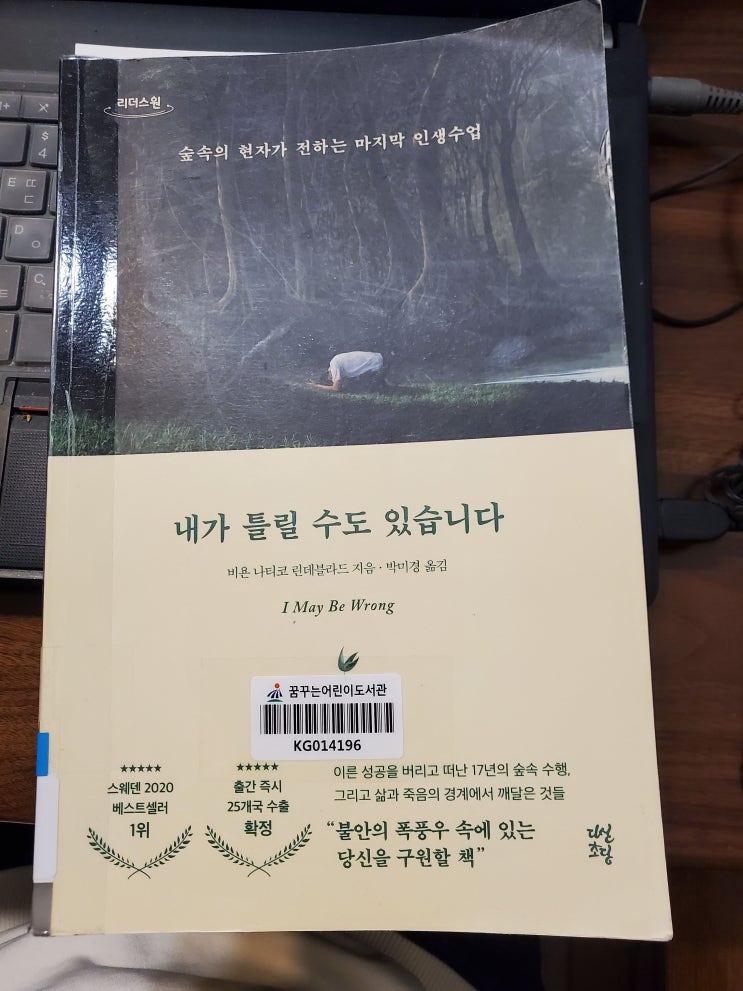 리더스원
숲속의 현자가 전하는 마지막 인생수업
내가 틀릴 수도 있습니다
비욘 나티코 린데블라드 지음 · 박미경 옮김
I May Be Wrong
꿈꾸는어린이도서관
KG014196
★★★★★
스웨덴 2020
베스트셀러
1위
★★★★★
출간 즉시
25개국 수출
확정
이른 성공을 버리고 떠난 17년의 숲속 수행,
그리고 삶과 죽음의 경계에서 깨달은 것들
“불안의 폭풍우 속에 있는
당신을 구원할 책”
다산
초당
$
4
E ㄸ
ㄷ
D
ㅇ